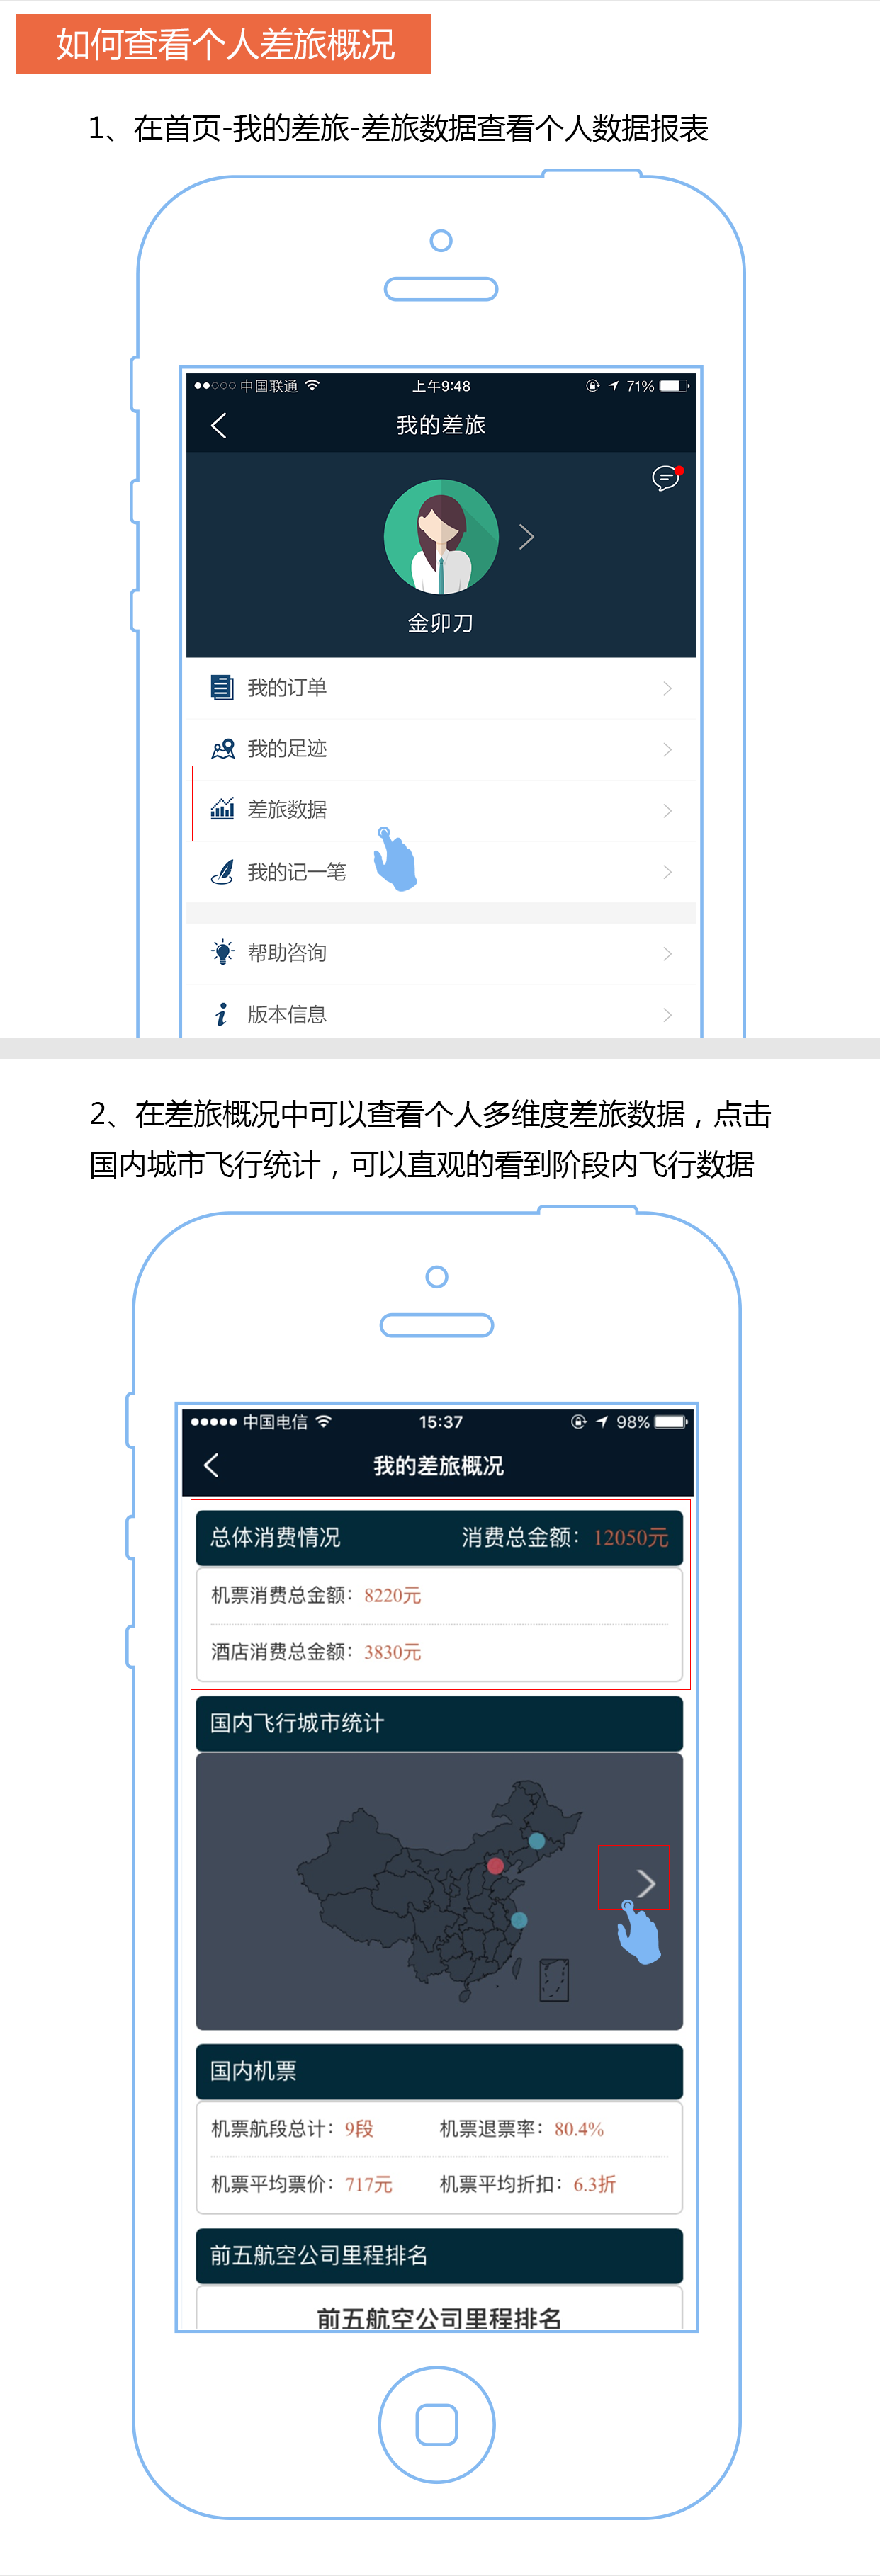 如何查看个人差旅概况
1、在首页-我的差旅-差旅数据查看个人数据报表
中国联通 上午9:48 71%
我的差旅
金卯刀
我的订单
我的足迹
差旅数据
我的记一笔
帮助咨询
版本信息
2、在差旅概况中可以查看个人多维度差旅数据，点击
国内城市飞行统计，可以直观的看到阶段内飞行数据
中国电信 15:37 98%
我的差旅概况
总体消费情况 消费总金额：12050元
机票消费总金额：8220元
酒店消费总金额：3830元
国内飞行城市统计
国内机票
机票航段总计：9段 机票退票率：80.4%
机票平均票价：717元 机票平均折扣：6.3折
前五航空公司里程排名
前五航空公司里程排名